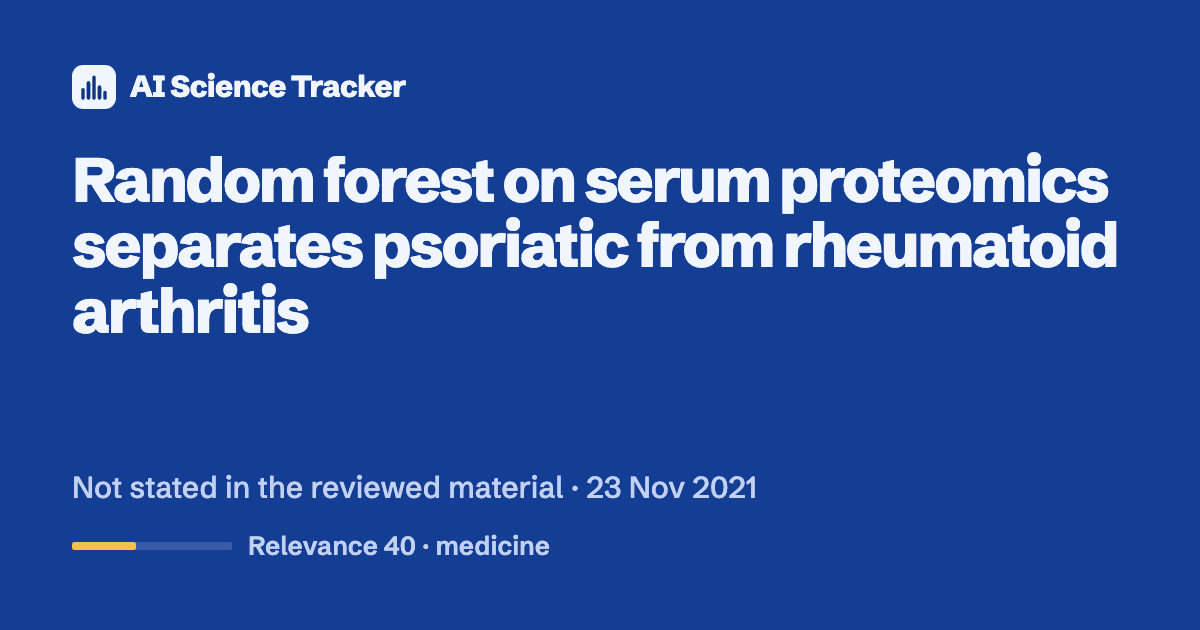 AI Science Tracker
Random forest on serum proteomics
separates psoriatic from rheumatoid
arthritis
Not stated in the reviewed material · 23 Nov 2021
Relevance 40 · medicine